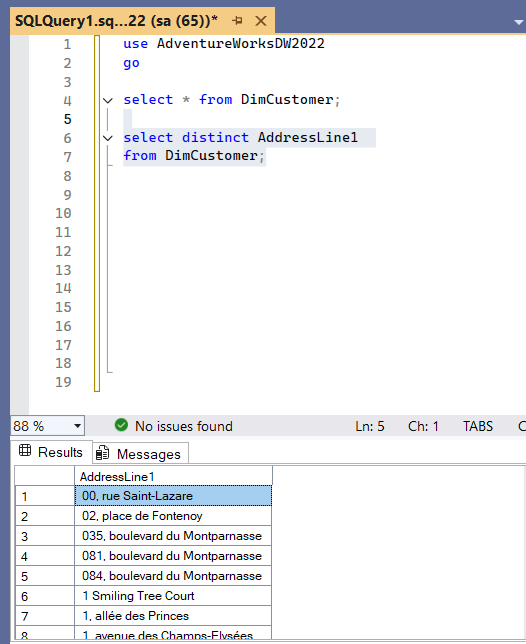 SQLQuery1.sq...22 (sa (65))*
1 use AdventureWorksDW2022
2 go
3
4 select * from DimCustomer;
5
6 select distinct AddressLine1
7 from DimCustomer;
8
9
10
11
12
13
14
15
16
17
18
19
88 % No issues found Ln: 5 Ch: 1 TABS C
Results Messages
AddressLine1
1 00, rue Saint-Lazare
2 02, place de Fontenoy
3 035, boulevard du Montparnasse
4 081, boulevard du Montparnasse
5 084, boulevard du Montparnasse
6 1 Smiling Tree Court
7 1, allée des Princes
8 1, avenue des Champs-Elysées